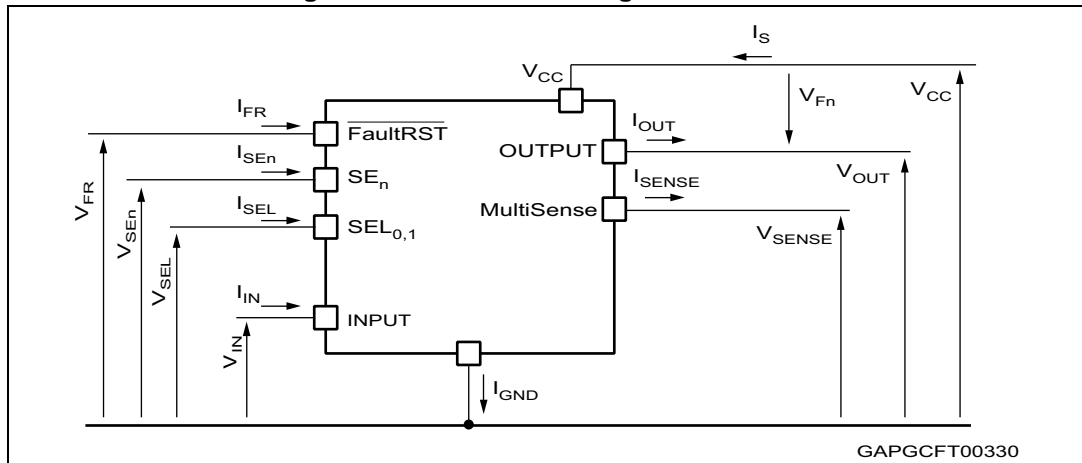 I_S
V_CC
V_Fn
V_CC
I_FR
FaultRST
I_OUT
OUTPUT
I_SEn
SE_n
I_SENSE
MultiSense
V_OUT
I_SEL
SEL_0,1
V_SENSE
V_FR
V_SEn
V_SEL
I_IN
INPUT
V_IN
I_GND
GAPGCFT00330